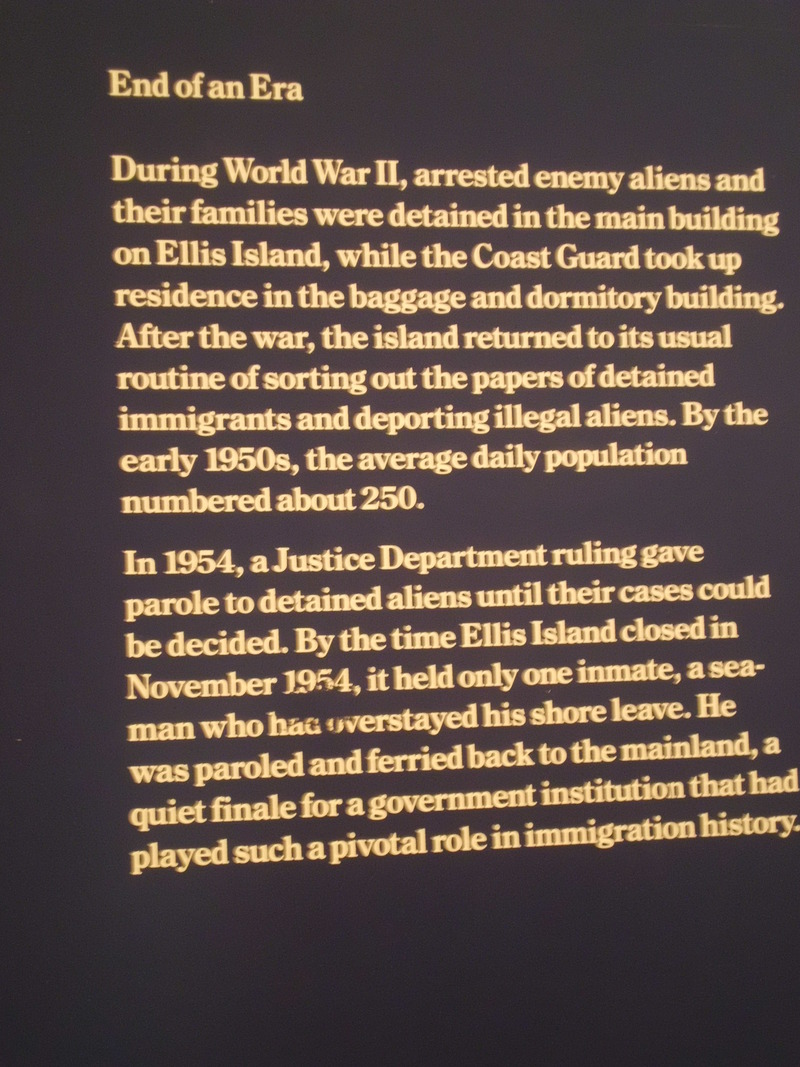 End of an Era
During World War II, arrested enemy aliens and
their families were detained in the main building
on Ellis Island, while the Coast Guard took up
residence in the baggage and dormitory building.
After the war, the island returned to its usual
routine of sorting out the papers of detained
immigrants and deporting illegal aliens. By the
early 1950s, the average daily population
numbered about 250.
In 1954, a Justice Department ruling gave
parole to detained aliens until their cases could
be decided. By the time Ellis Island closed in
November 1954, it held only one inmate, a sea-
man who had overstayed his shore leave. He
was paroled and ferried back to the mainland, a
quiet finale for a government institution that had
played such a pivotal role in immigration history.